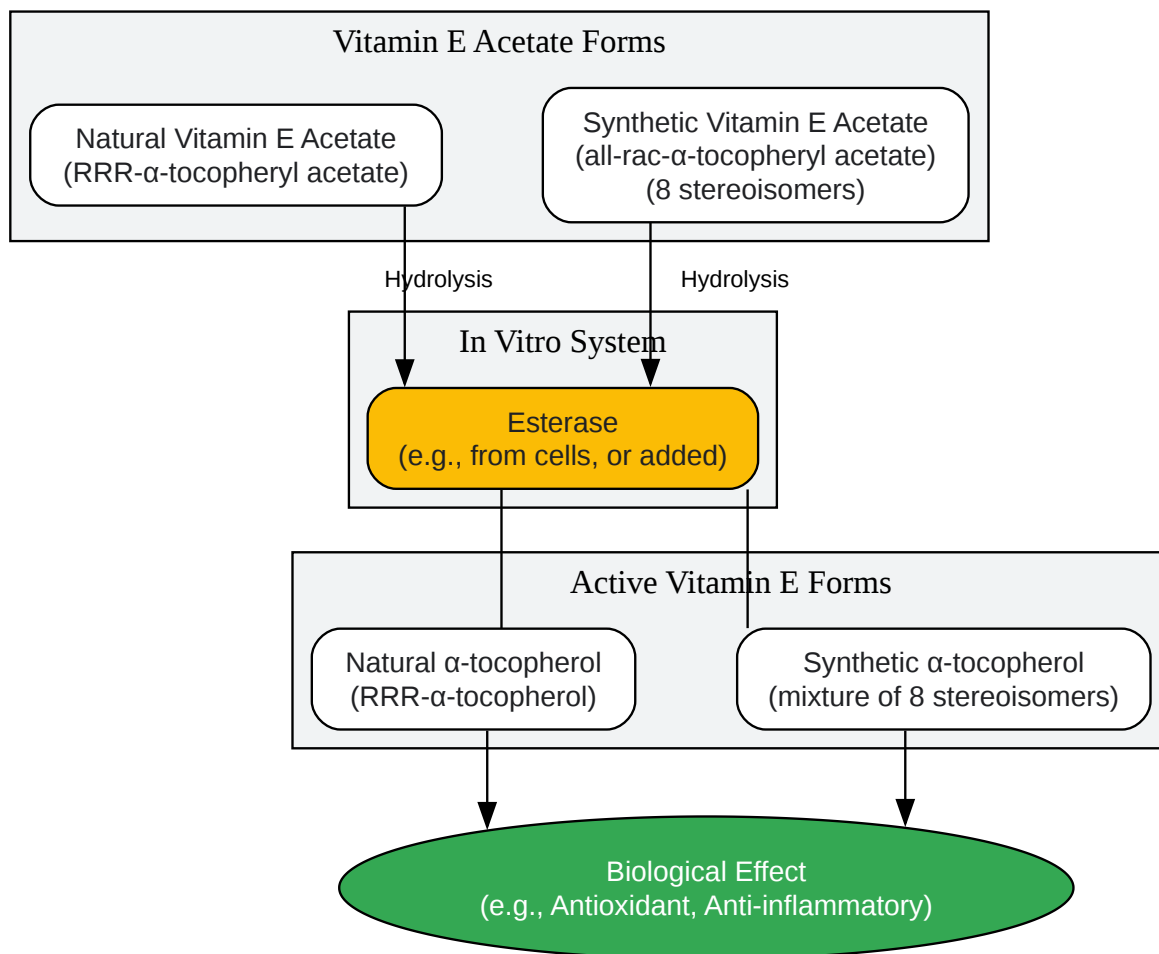 Vitamin E Acetate Forms
Natural Vitamin E Acetate
(RRR-α-tocopheryl acetate)
Synthetic Vitamin E Acetate
(all-rac-α-tocopheryl acetate)
(8 stereoisomers)
Hydrolysis
Hydrolysis
In Vitro System
Esterase
(e.g., from cells, or added)
Active Vitamin E Forms
Natural α-tocopherol
(RRR-α-tocopherol)
Synthetic α-tocopherol
(mixture of 8 stereoisomers)
Biological Effect
(e.g., Antioxidant, Anti-inflammatory)